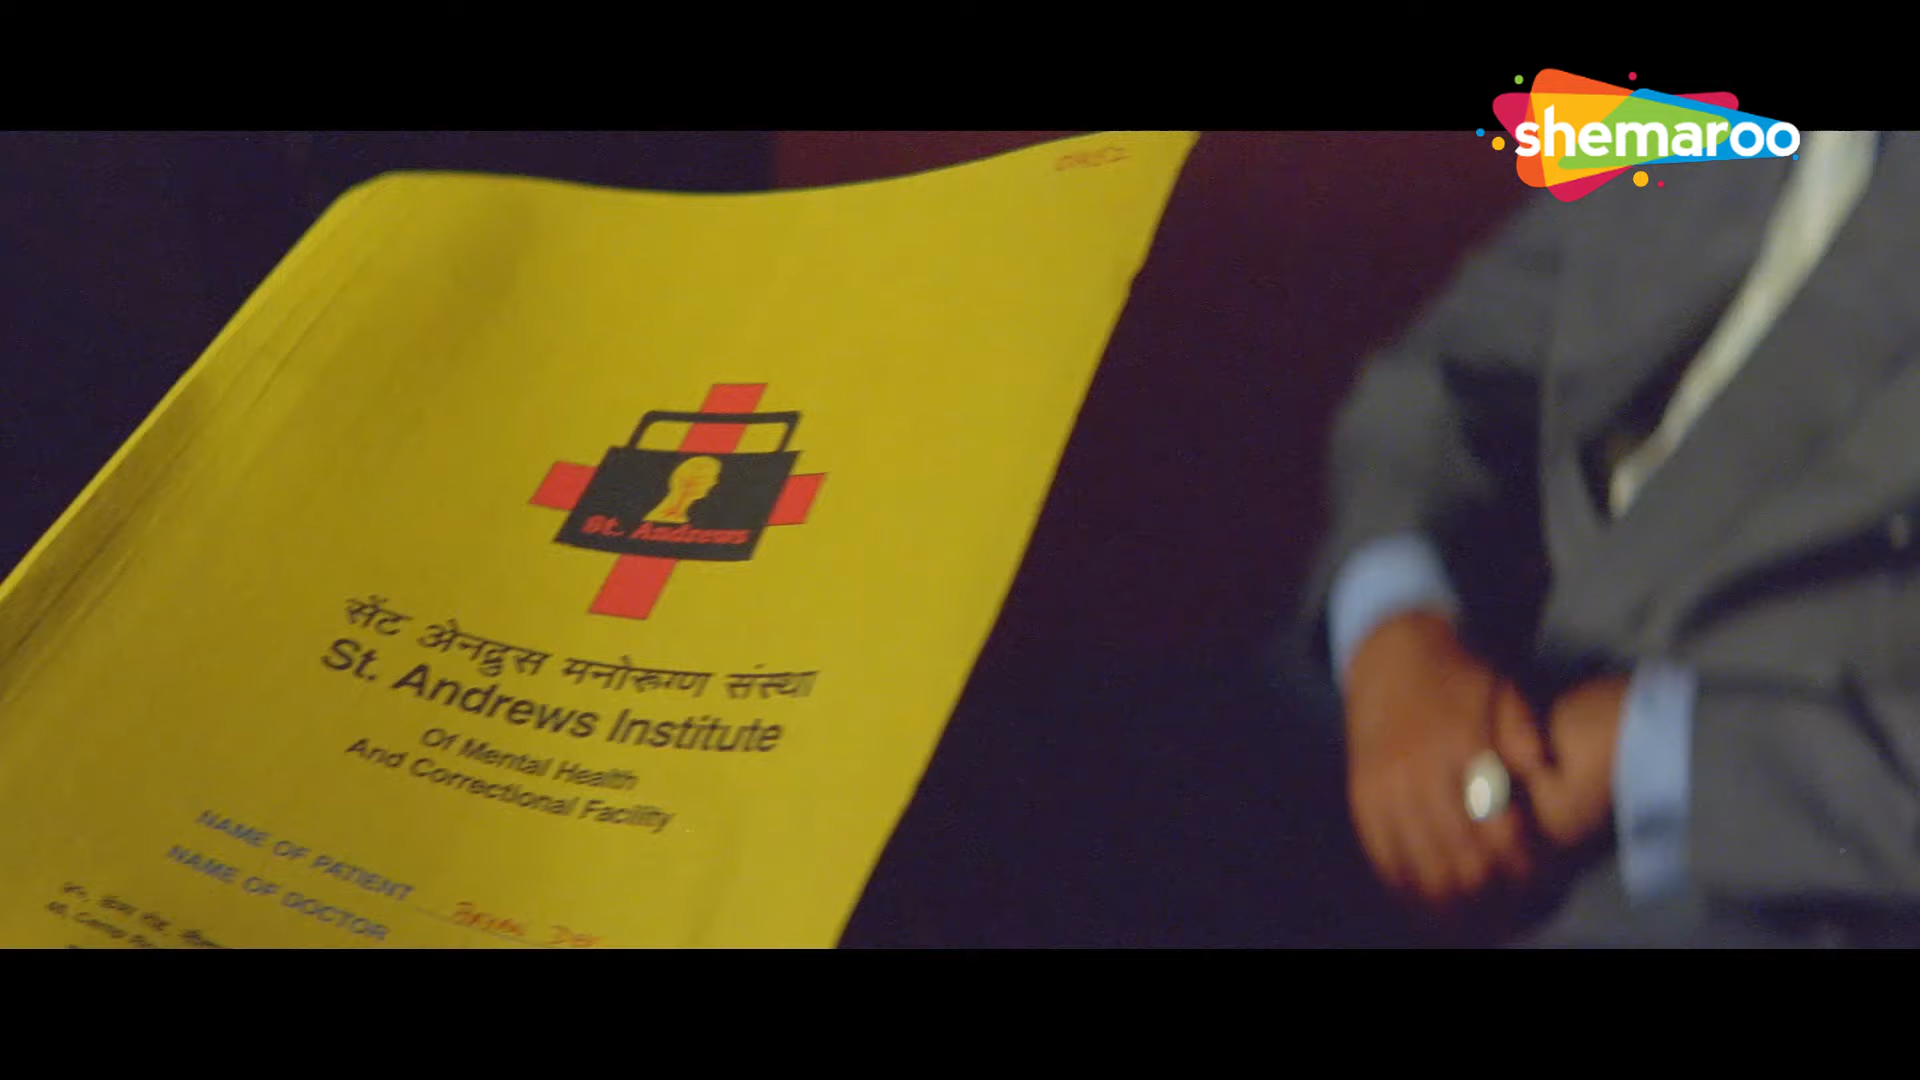 shemaroo
St. Andrews
सेंट अॅनद्रुस मनोरुग्ण संस्था
St. Andrews Institute
Of Mental Health
And Correctional Facility
NAME OF PATIENT
NAME OF DOCTOR